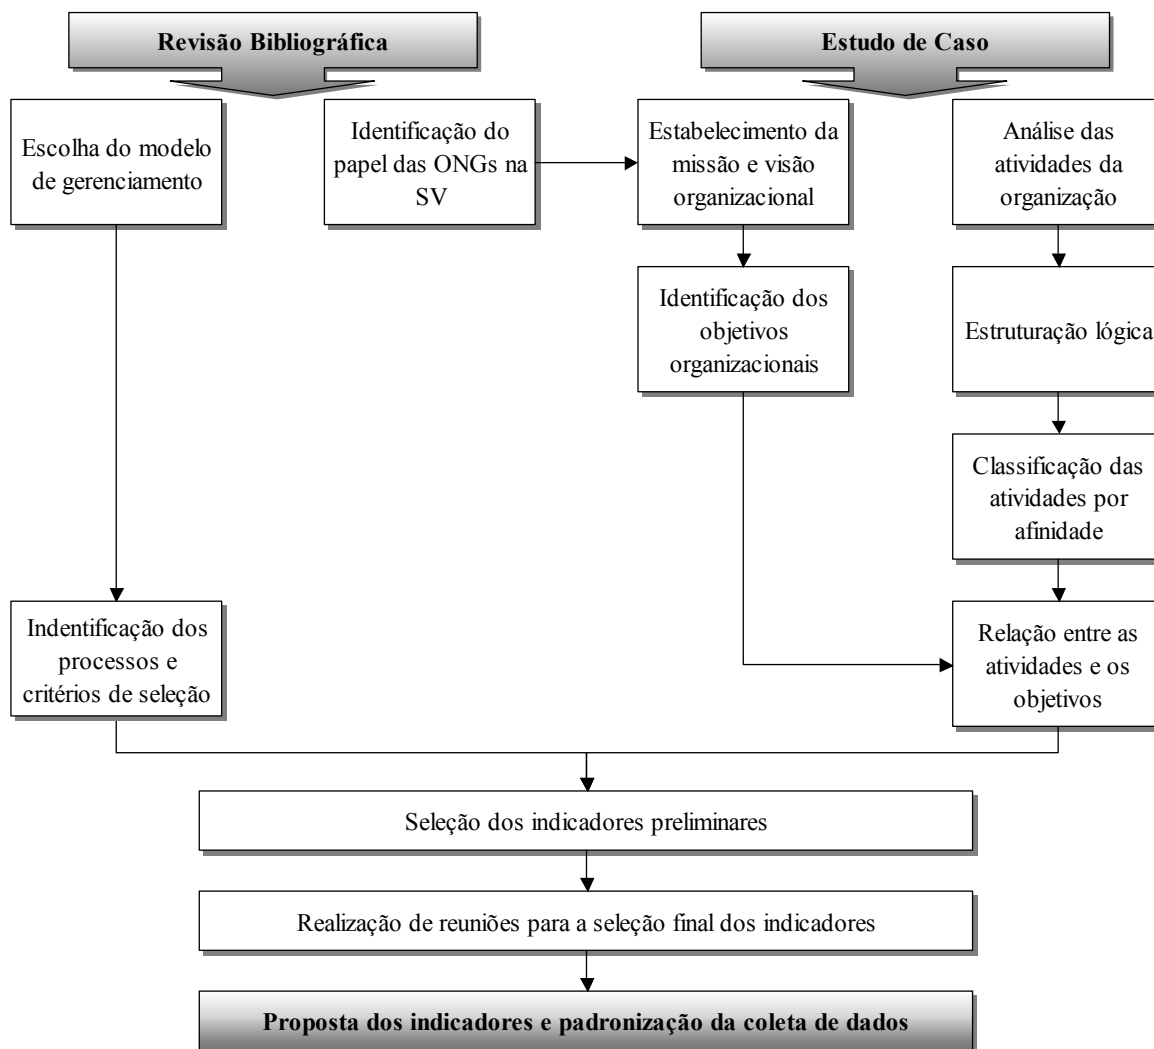 Revisão Bibliográfica
Estudo de Caso
Escolha do modelo
de gerenciamento
Identificação do
papel das ONGs na
SV
Estabelecimento da
missão e visão
organizacional
Análise das
atividades da
organização
Identificação dos
objetivos
organizacionais
Estruturação lógica
Classificação das
atividades por
afinidade
Indentificação dos
processos e
critérios de seleção
Relação entre as
atividades e os
objetivos
Seleção dos indicadores preliminares
Realização de reuniões para a seleção final dos indicadores
Proposta dos indicadores e padronização da coleta de dados